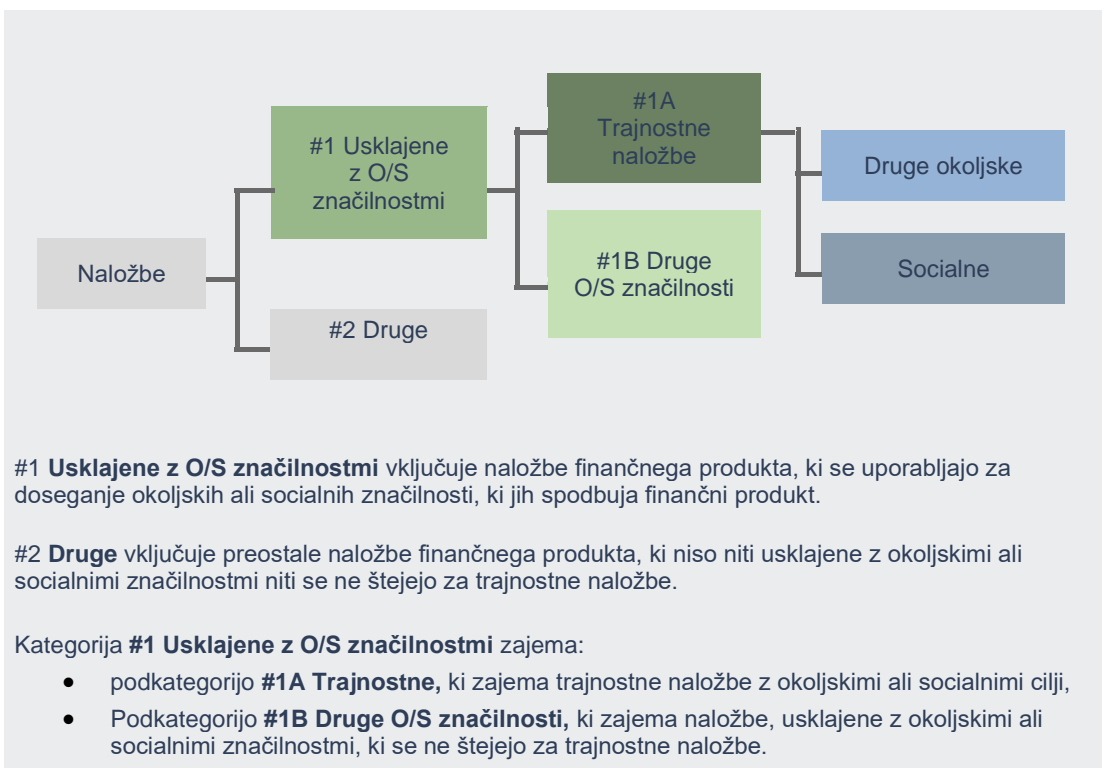 #1A
Trajnostne
naložbe
#1 Usklajene
z O/S
značilnostmi
Druge okoljske
#1B Druge
O/S značilnosti
Socialne
Naložbe
#2 Druge
#1 Usklajene z O/S značilnostmi vključuje naložbe finančnega produkta, ki se uporabljajo za
doseganje okoljskih ali socialnih značilnosti, ki jih spodbuja finančni produkt.
#2 Druge vključuje preostale naložbe finančnega produkta, ki niso niti usklajene z okoljskimi ali
socialnimi značilnostmi niti se ne štejejo za trajnostne naložbe.
Kategorija #1 Usklajene z O/S značilnostmi zajema:
• podkategorijo #1A Trajnostne, ki zajema trajnostne naložbe z okoljskimi ali socialnimi cilji,
• Podkategorijo #1B Druge O/S značilnosti, ki zajema naložbe, usklajene z okoljskimi ali
socialnimi značilnostmi, ki se ne štejejo za trajnostne naložbe.